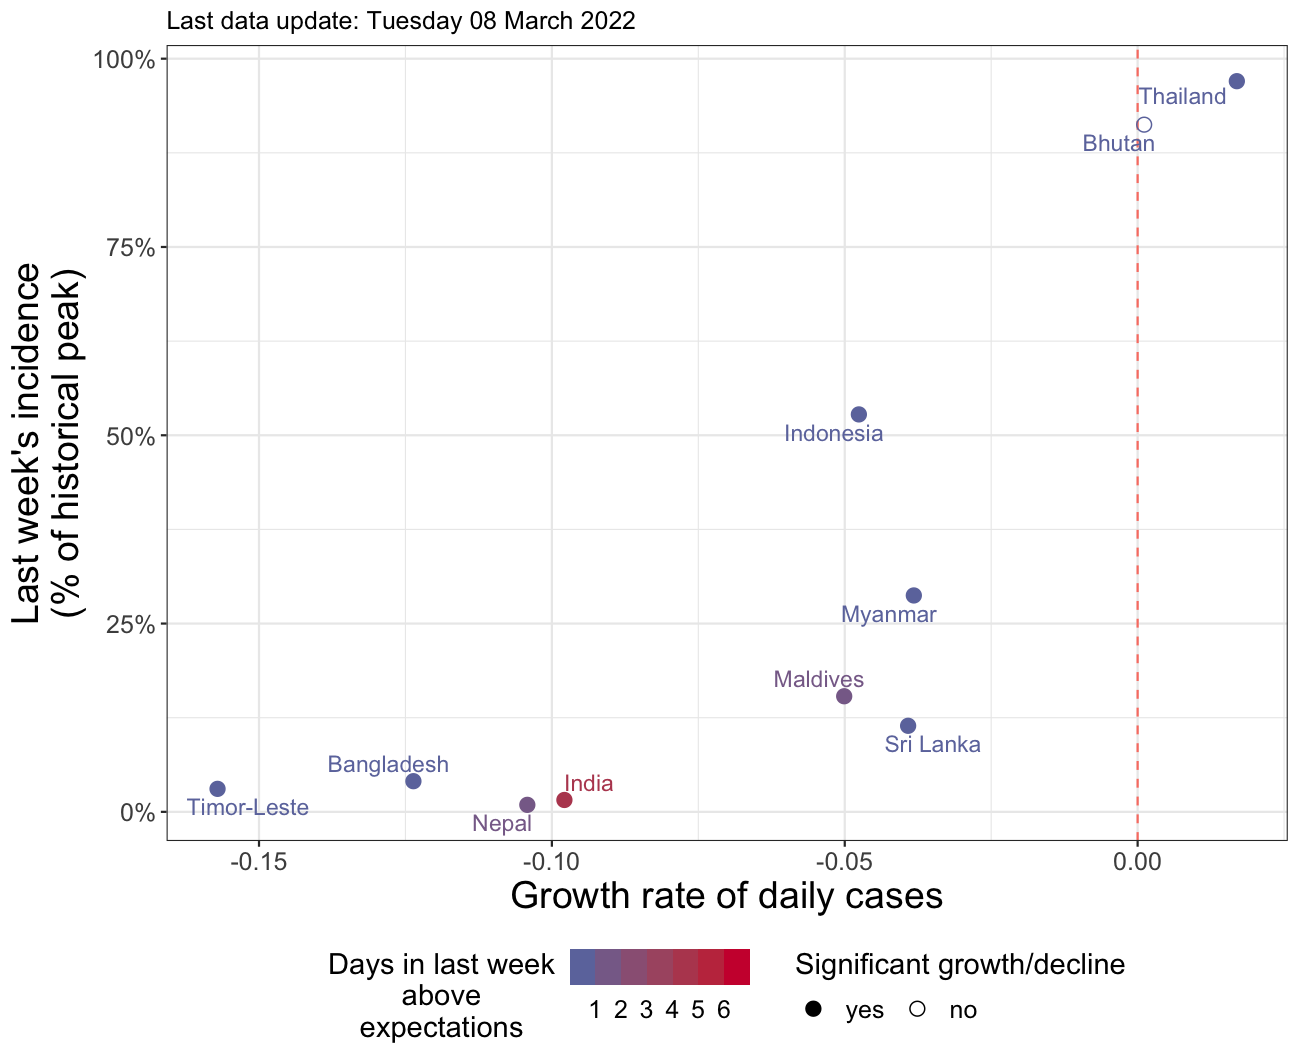 Last data update: Tuesday 08 March 2022
100%
75%
50%
25%
0%
Last week's incidence
(% of historical peak)
Thailand
Bhutan
Indonesia
Myanmar
Maldives
Sri Lanka
Bangladesh
India
Timor-Leste
Nepal
-0.15 -0.10 -0.05 0.00
Growth rate of daily cases
Days in last week
above
expectations
1 2 3 4 5 6
Significant growth/decline
yes no